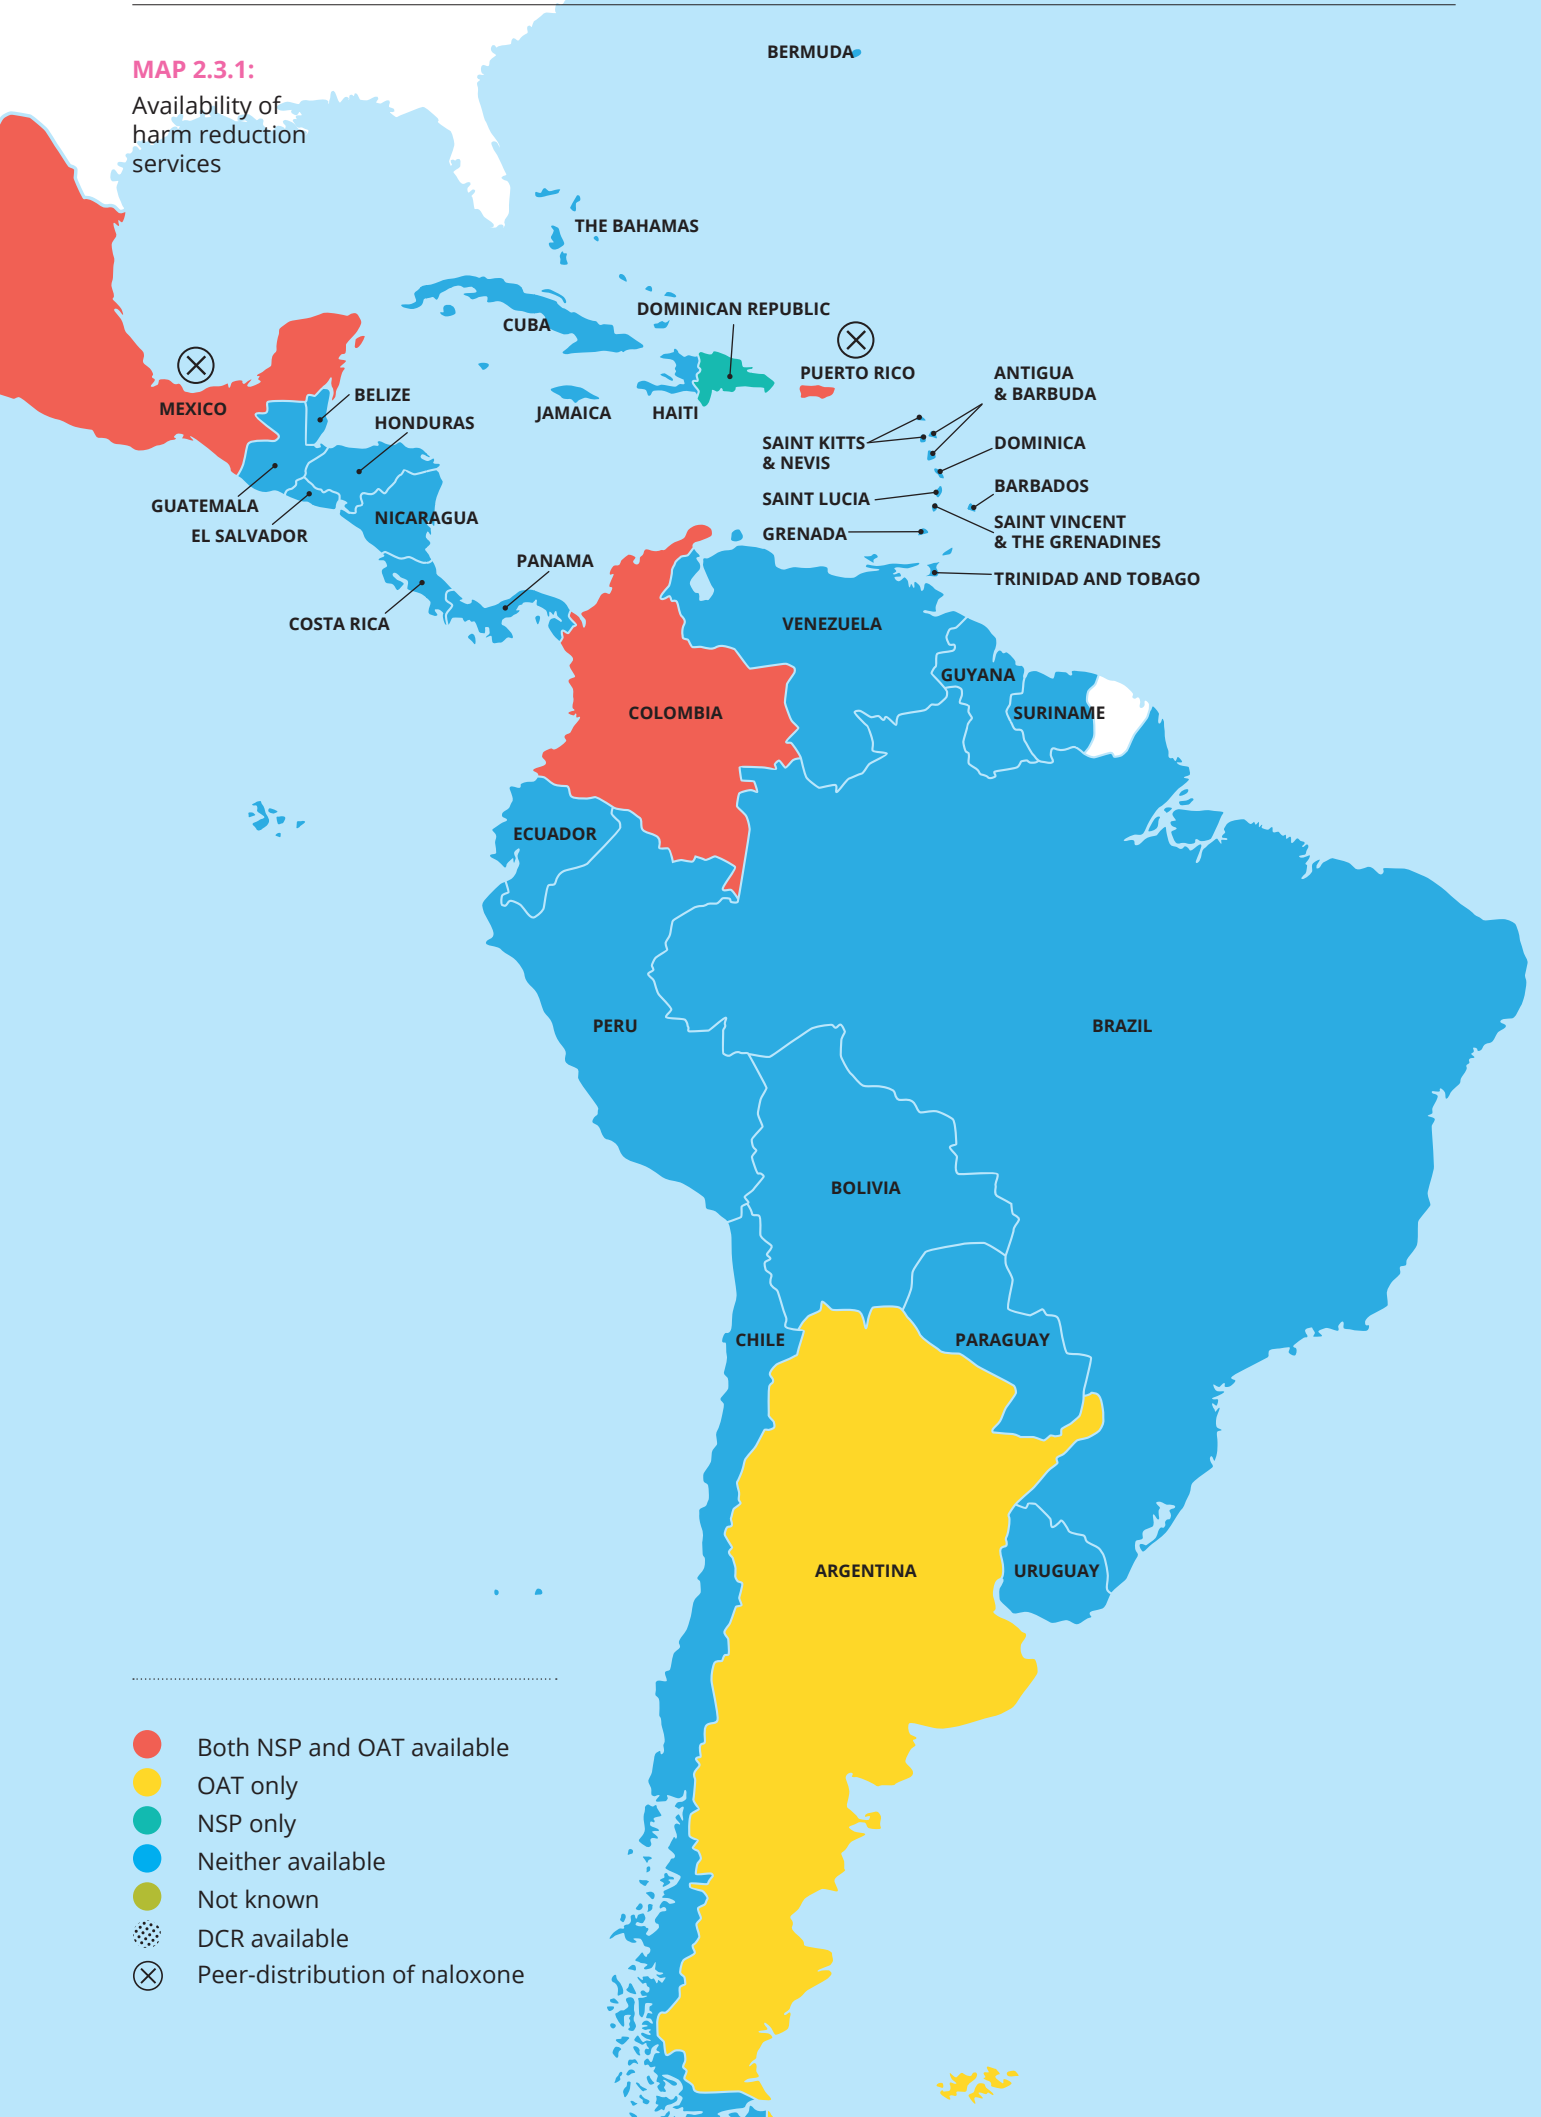 MAP 2.3.1:
Availability of
harm reduction
services
BERMUDA
THE BAHAMAS
DOMINICAN REPUBLIC
CUBA
PUERTO RICO
ANTIGUA
& BARBUDA
MEXICO
BELIZE
JAMAICA
HAITI
HONDURAS
SAINT KITTS
& NEVIS
DOMINICA
BARBADOS
SAINT LUCIA
GUATEMALA
NICARAGUA
SAINT VINCENT
& THE GRENADINES
EL SALVADOR
GRENADA
PANAMA
TRINIDAD AND TOBAGO
COSTA RICA
VENEZUELA
GUYANA
COLOMBIA
SURINAME
ECUADOR
PERU
BRAZIL
BOLIVIA
CHILE
PARAGUAY
ARGENTINA
URUGUAY
Both NSP and OAT available
OAT only
NSP only
Neither available
Not known
DCR available
Peer-distribution of naloxone